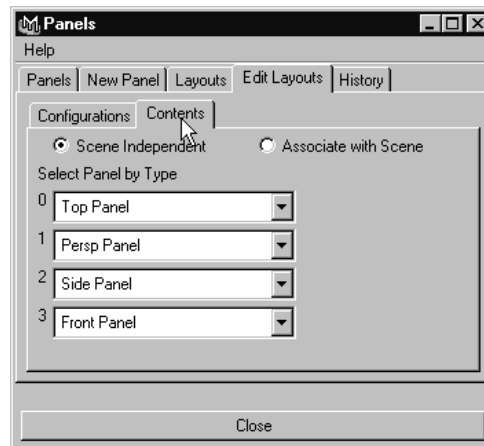 Panels
Help
Panels New Panel Layouts Edit Layouts History
Configurations Contents
Scene Independent Associate with Scene
Select Panel by Type
0 Top Panel
1 Persp Panel
2 Side Panel
3 Front Panel
Close